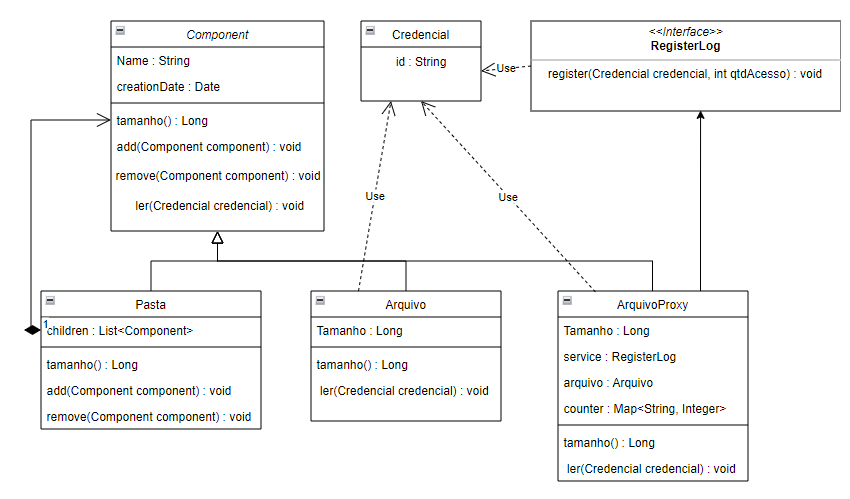 Component
Name : String
creationDate : Date
tamanho() : Long
add(Component component) : void
remove(Component component) : void
ler(Credencial credencial) : void
Credencial
id : String
Use
<<Interface>>
RegisterLog
register(Credencial credencial, int qtdAcesso) : void
Use
Use
Pasta
1
children : List<Component>
tamanho() : Long
add(Component component) : void
remove(Component component) : void
Arquivo
Tamanho : Long
tamanho() : Long
ler(Credencial credencial) : void
ArquivoProxy
Tamanho : Long
service : RegisterLog
arquivo : Arquivo
counter : Map<String, Integer>
tamanho() : Long
ler(Credencial credencial) : void